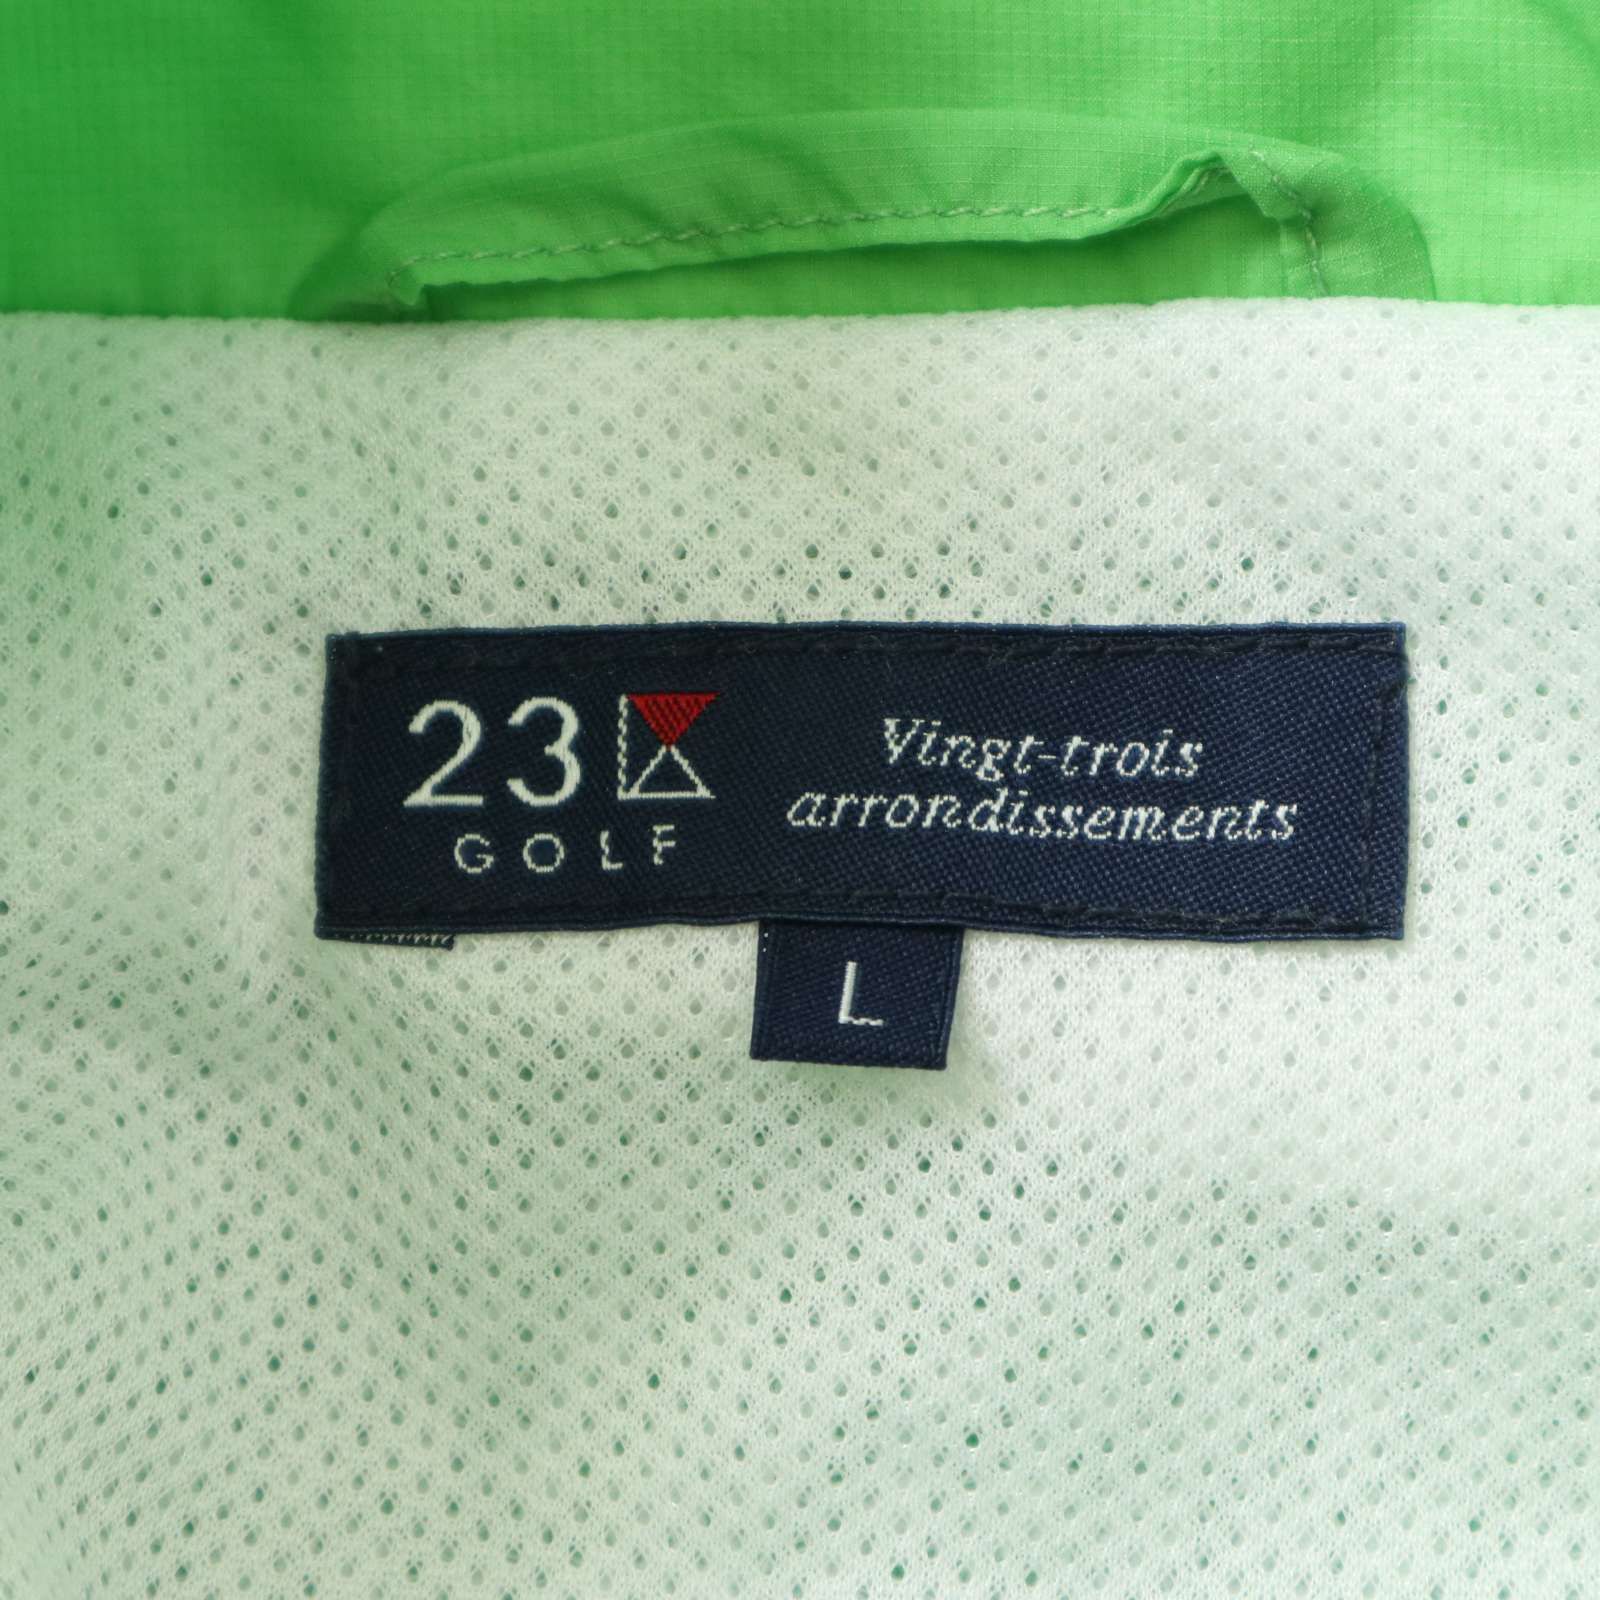 23
GOLF
Vingt-trois
arrondissements
L